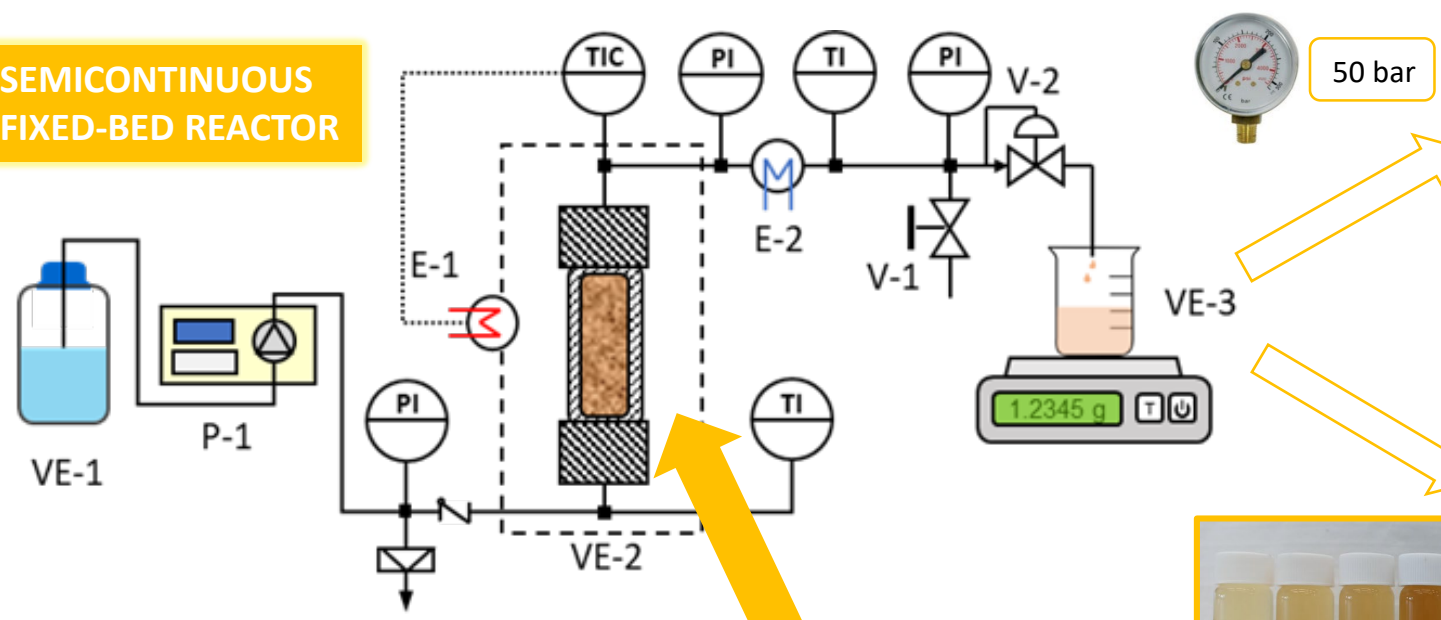 SEMICONTINUOUS
FIXED-BED REACTOR
TIC
PI
TI
PI
V-2
50 bar
E-1
E-2
V-1
VE-3
P-1
VE-1
PI
TI
1.2345 g
T
VE-2